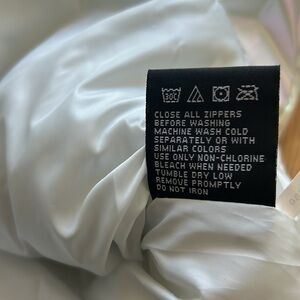 30C
CLOSE ALL ZIPPERS
BEFORE WASHING
MACHINE WASH COLD
SEPARATELY OR WITH
SIMILAR COLORS
USE ONLY NON-CHLORINE
BLEACH WHEN NEEDED
TUMBLE DRY LOW
REMOVE PROMPTLY
DO NOT IRON